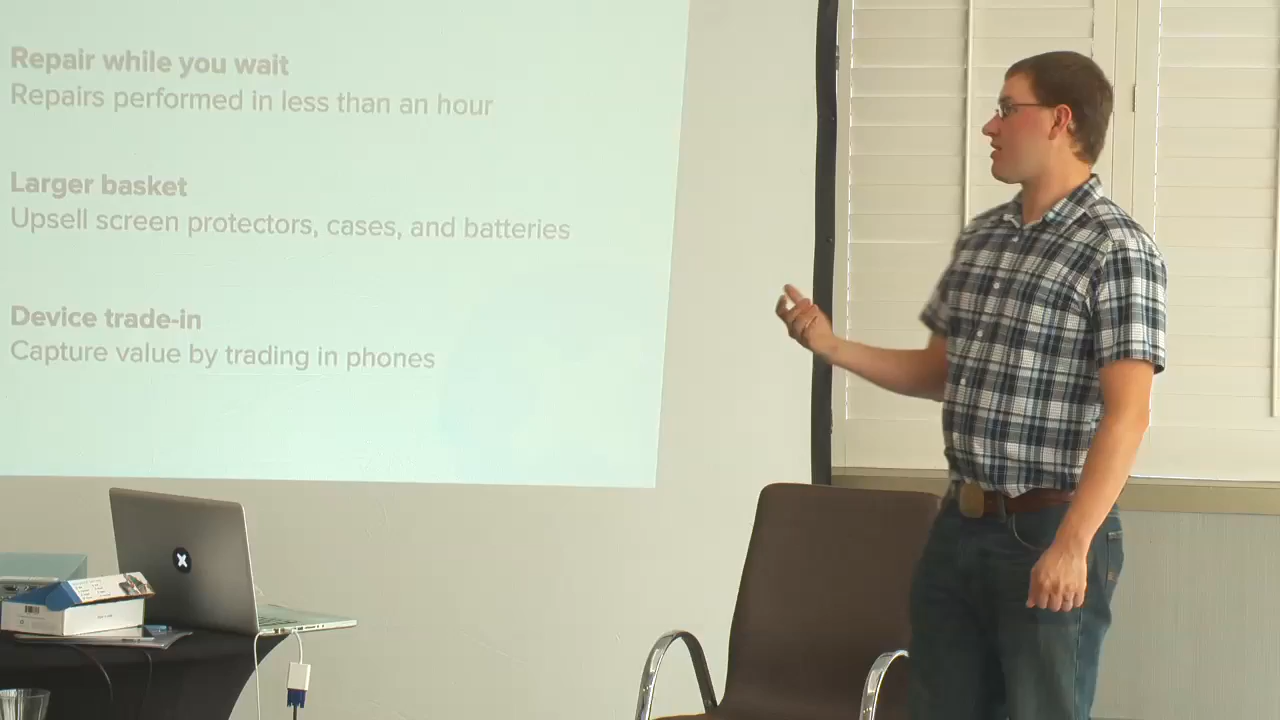 Repair while you wait
Repairs performed in less than an hour
Larger basket
Upsell screen protectors, cases, and batteries
Device trade-in
Capture value by trading in phones